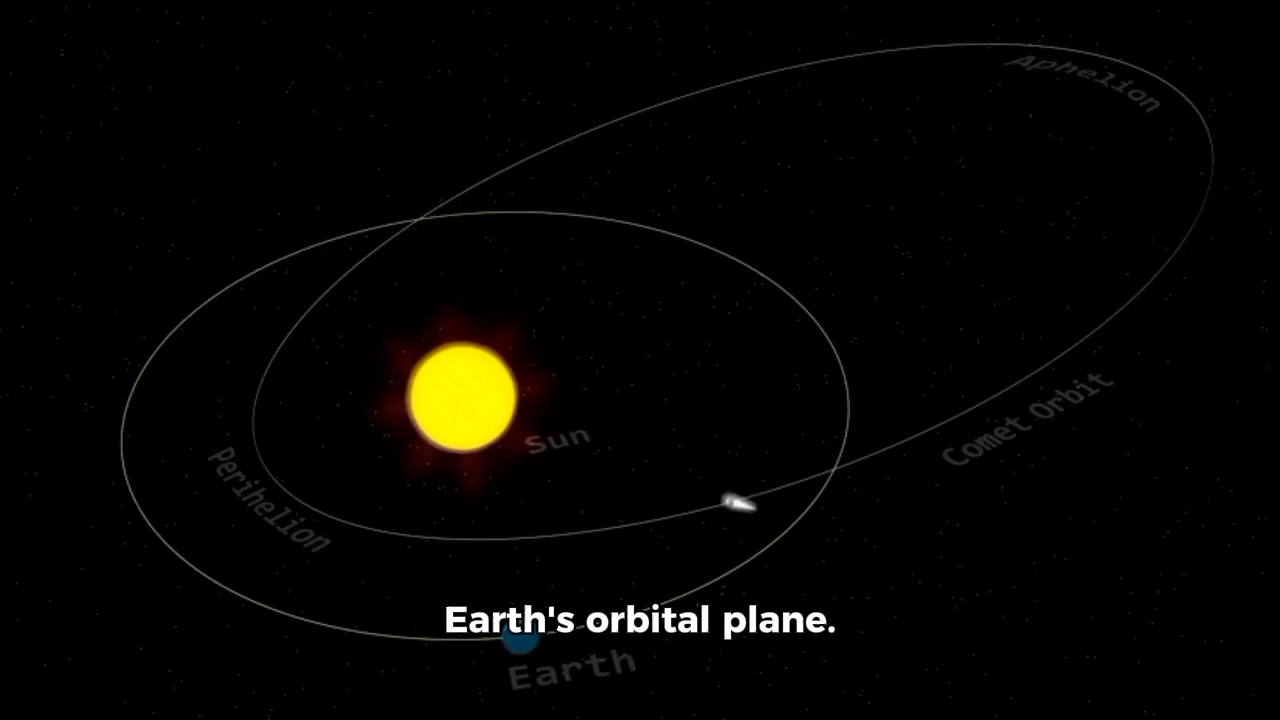 Aphelion
Comet Orbit
Sun
Perihelion
Earth's orbital plane.
Earth